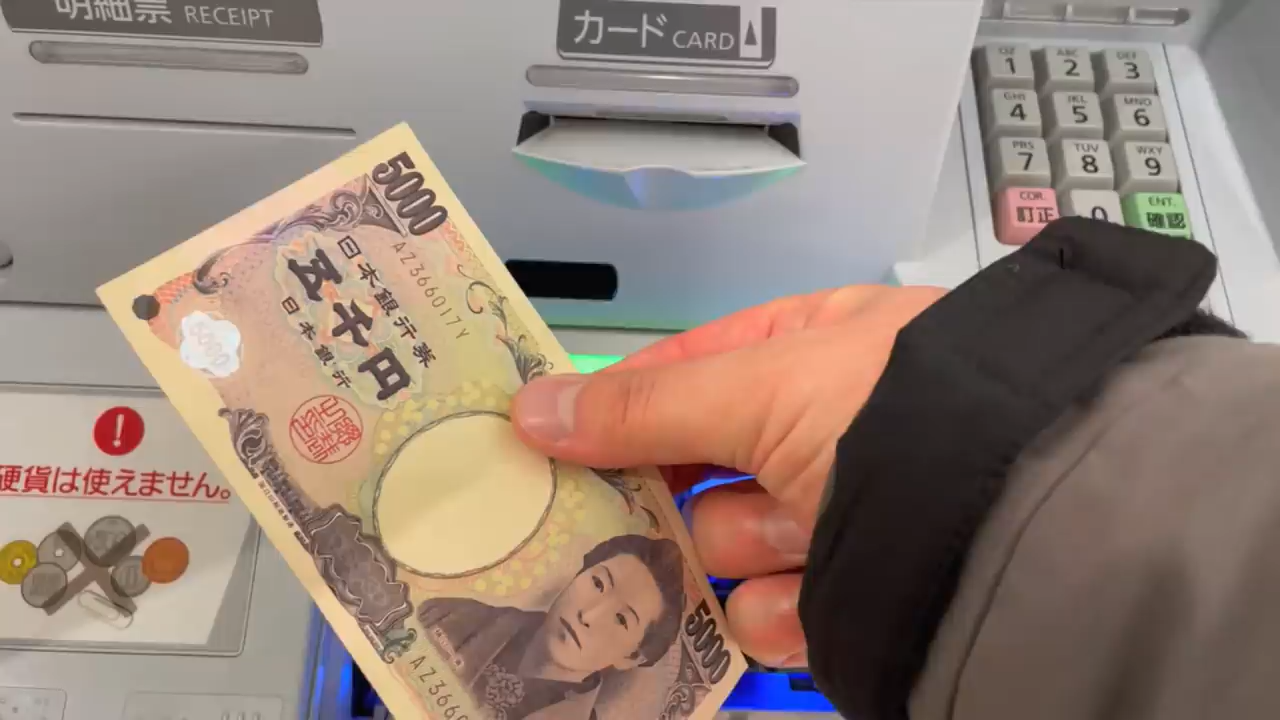 明細票 RECEIPT
カード CARD
OZ 1
ABC 2
DEF 3
GHI 4
JKL 5
MNO 6
PRS 7
TUV 8
WXY 9
COR. 訂正
0
ENT. 確認
5000
AZ366017Y
日本銀行券
五千円
日本銀行
5000
硬貨は使えません。
5000
AZ3660